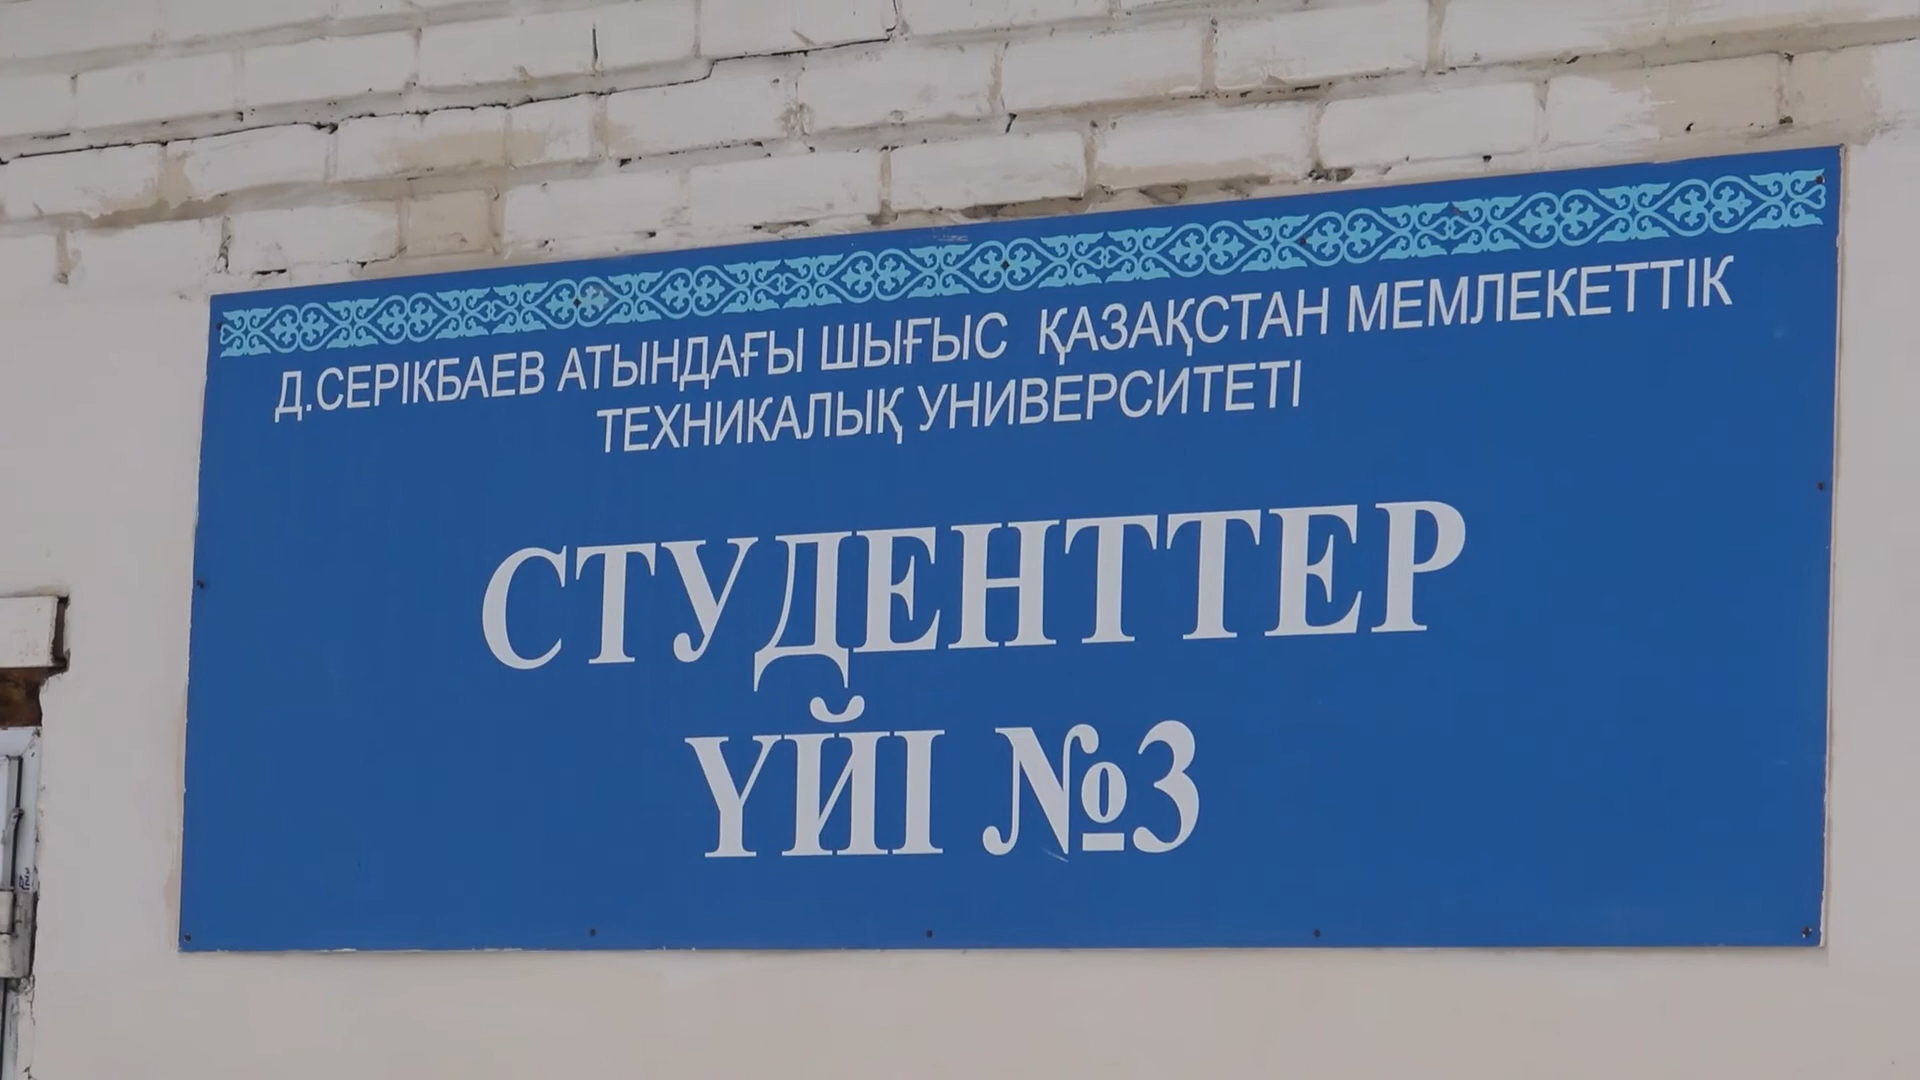 Д.СЕРІКБАЕВ АТЫНДАҒЫ ШЫҒЫС ҚАЗАҚСТАН МЕМЛЕКЕТТІК
ТЕХНИКАЛЫҚ УНИВЕРСИТЕТІ
СТУДЕНТТЕР
ҮЙІ №3